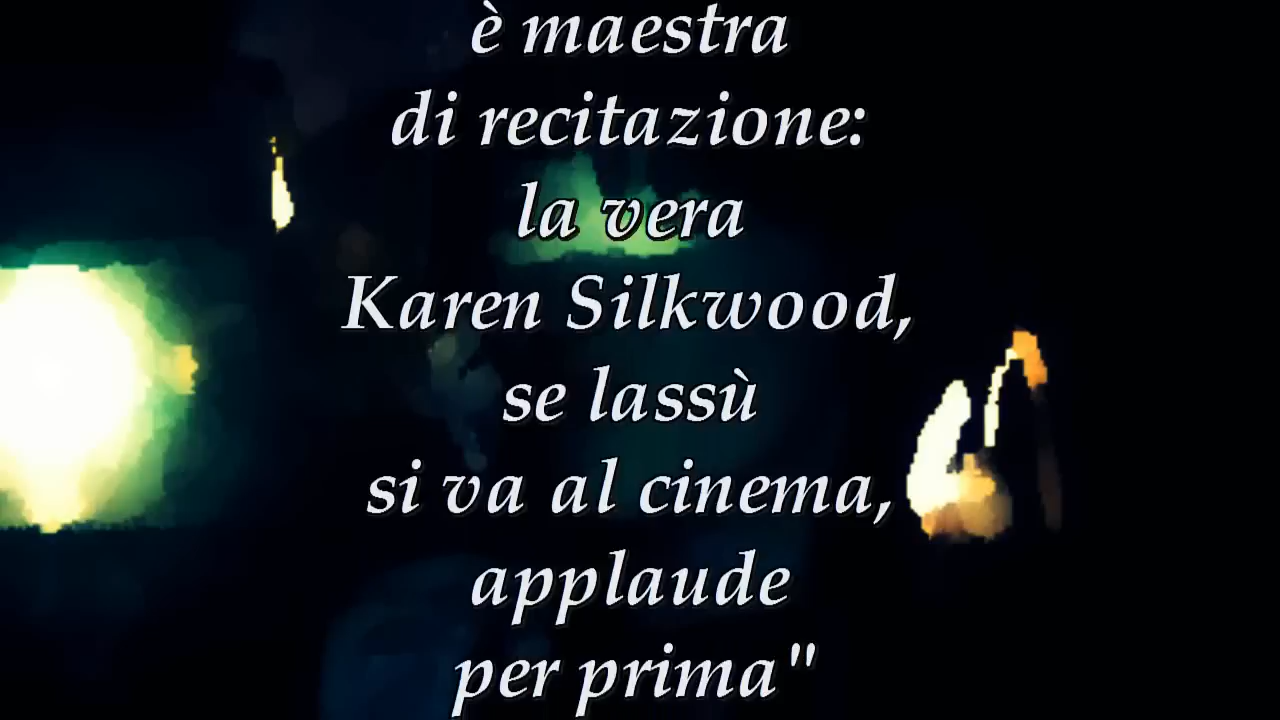 è maestra
di recitazione:
la vera
Karen Silkwood,
se lassù
si va al cinema,
applaude
per prima"